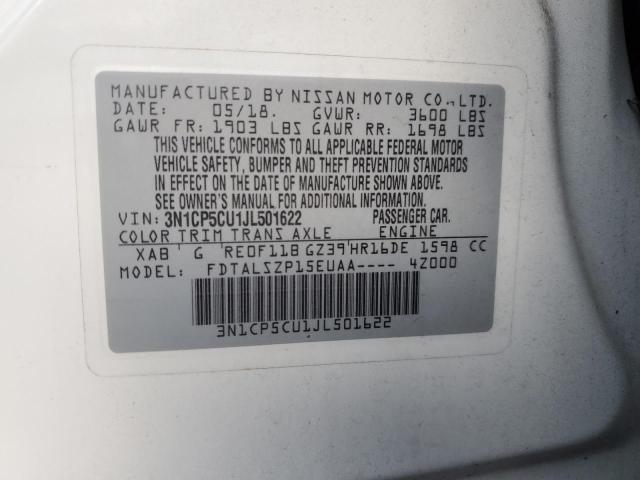 MANUFACTURED BY NISSAN MOTOR CO., LTD.
DATE: 05/18. GVWR: 3600 LBS
GAWR FR: 1903 LBS GAWR RR: 1698 LBS
THIS VEHICLE CONFORMS TO ALL APPLICABLE FEDERAL MOTOR
VEHICLE SAFETY, BUMPER AND THEFT PREVENTION STANDARDS
IN EFFECT ON THE DATE OF MANUFACTURE SHOWN ABOVE.
SEE OWNER'S MANUAL FOR ADDITIONAL INFORMATION.
VIN: 3N1CP5CU1JL501622 PASSENGER CAR.
COLOR TRIM TRANS AXLE ENGINE
XAB G RE0F11B GZ39 HR16DE 1598 CC
MODEL: FDTALSZP15EUAA---- 4Z000
3N1CP5CU1JL501622